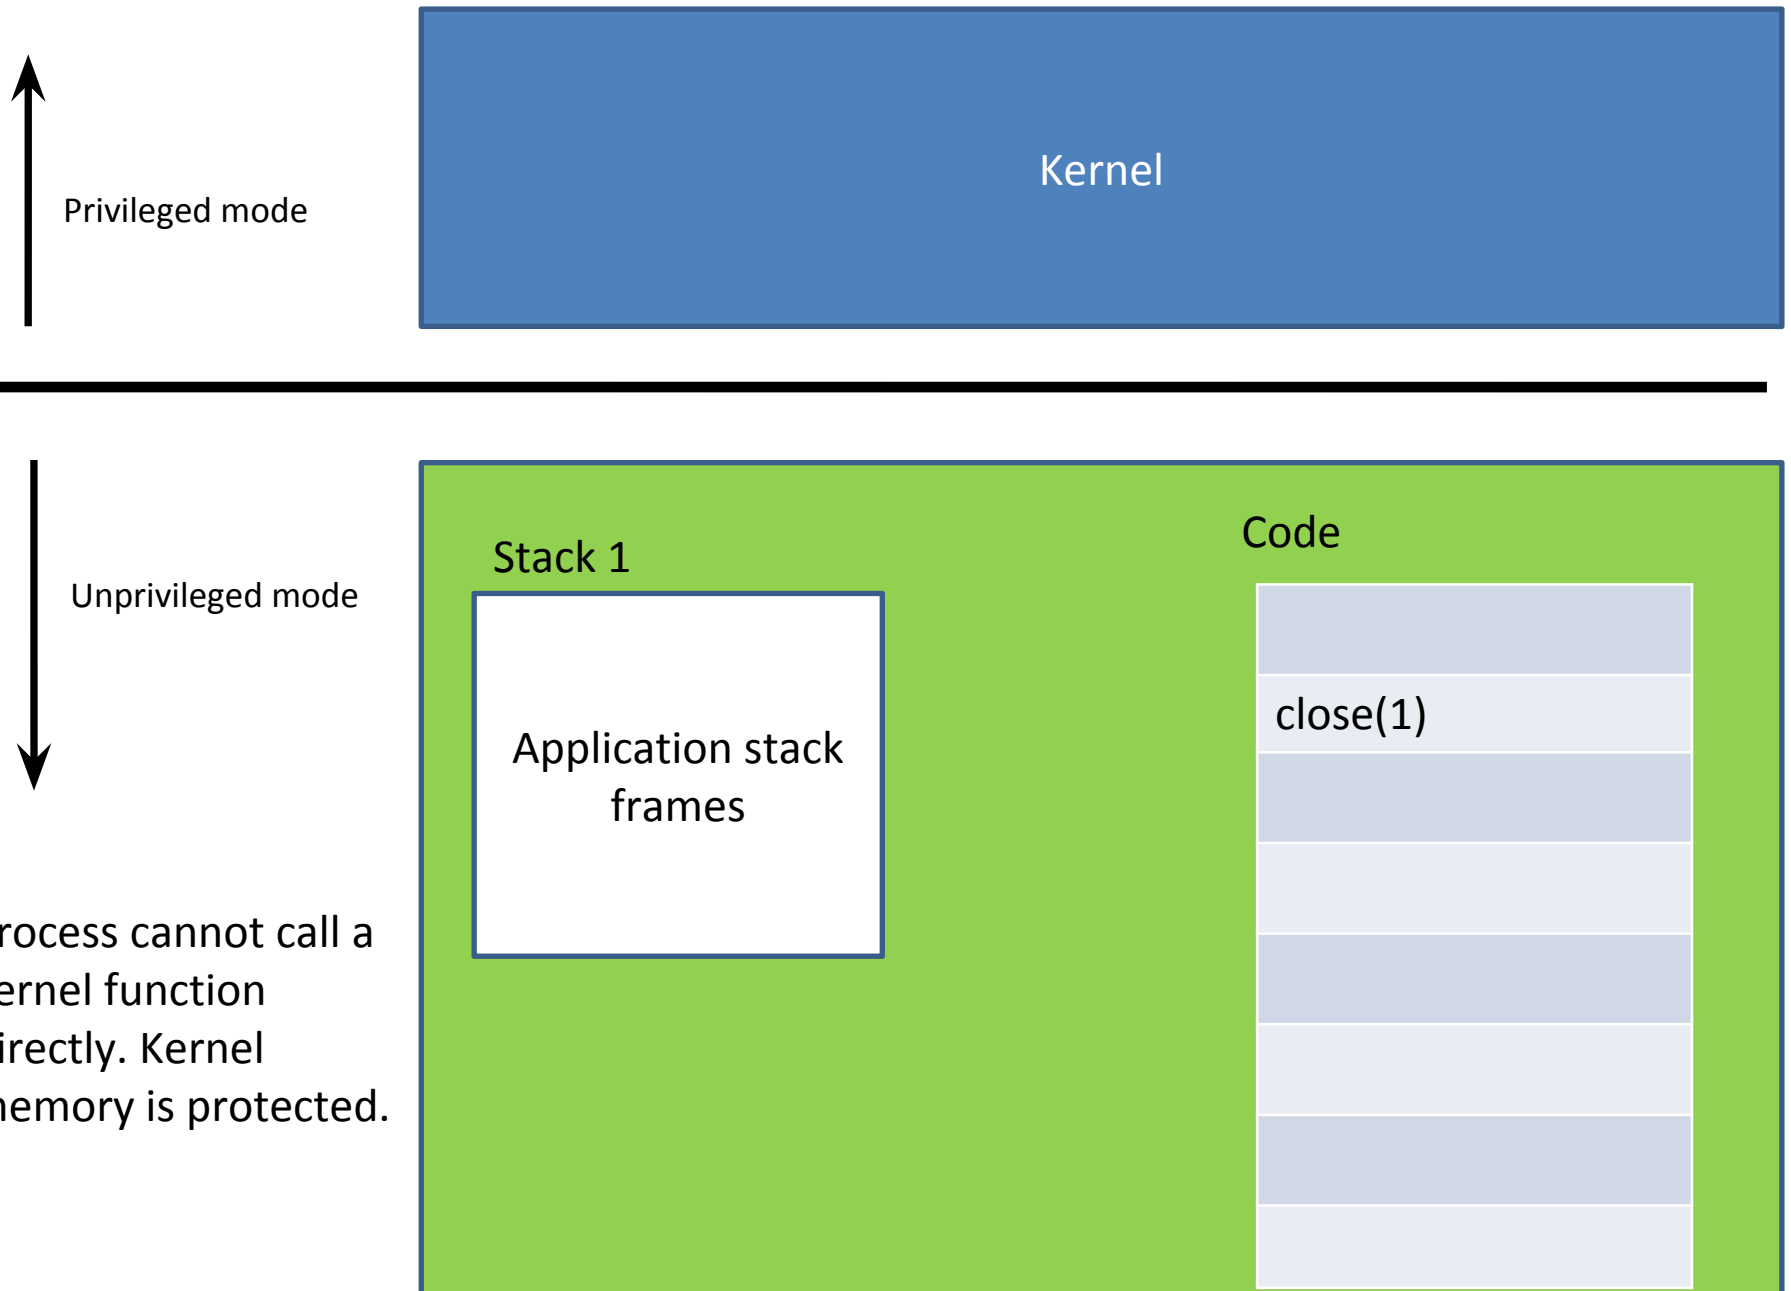 Kernel
Privileged mode
Stack 1
Code
Unprivileged mode
close(1)
Application stack
frames
rocess cannot call a
ernel function
irectly. Kernel
emory is protected.